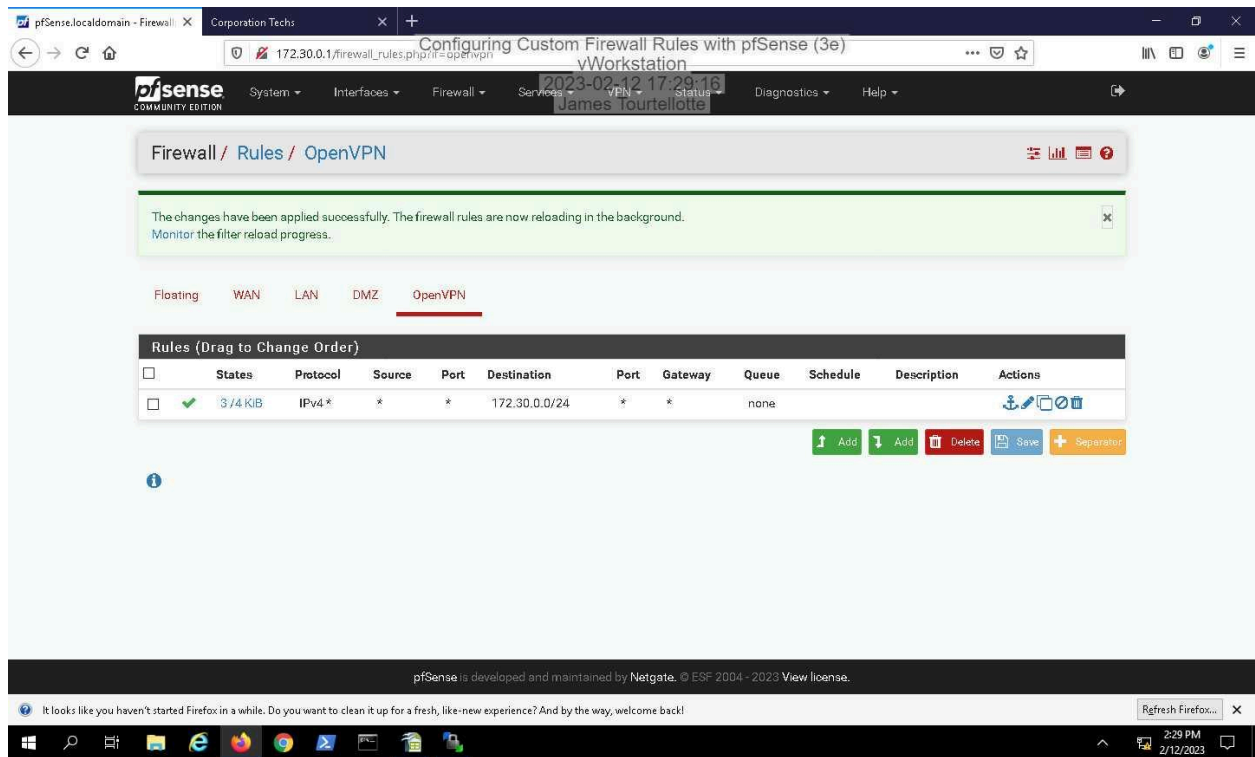 pfSense.localdomain - Firewall
Corporation Techs
172.30.0.1/firewall_rules.php?if=openvpn
Configuring Custom Firewall Rules with pfSense (3e)
vWorkstation
2023-02-12 17:29:16
James Tourtellotte
pfsense
COMMUNITY EDITION
System Interfaces Firewall Services VPN Status Diagnostics Help
Firewall / Rules / OpenVPN
The changes have been applied successfully. The firewall rules are now reloading in the background.
Monitor the filter reload progress.
Floating WAN LAN DMZ OpenVPN
Rules (Drag to Change Order)
States Protocol Source Port Destination Port Gateway Queue Schedule Description Actions
3 /4 KiB IPv4 * * * 172.30.0.0/24 * * none
Add Add Delete Save Separator
pfSense is developed and maintained by Netgate. © ESF 2004 - 2023 View license.
It looks like you haven't started Firefox in a while. Do you want to clean it up for a fresh, like-new experience? And by the way, welcome back!
Refresh Firefox...
2:29 PM
2/12/2023